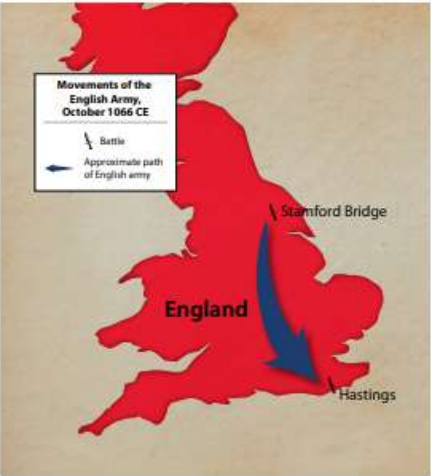 Movements of the
English Army,
October 1066 CE
Battle
Approximate path
of English army
Stamford Bridge
England
Hastings